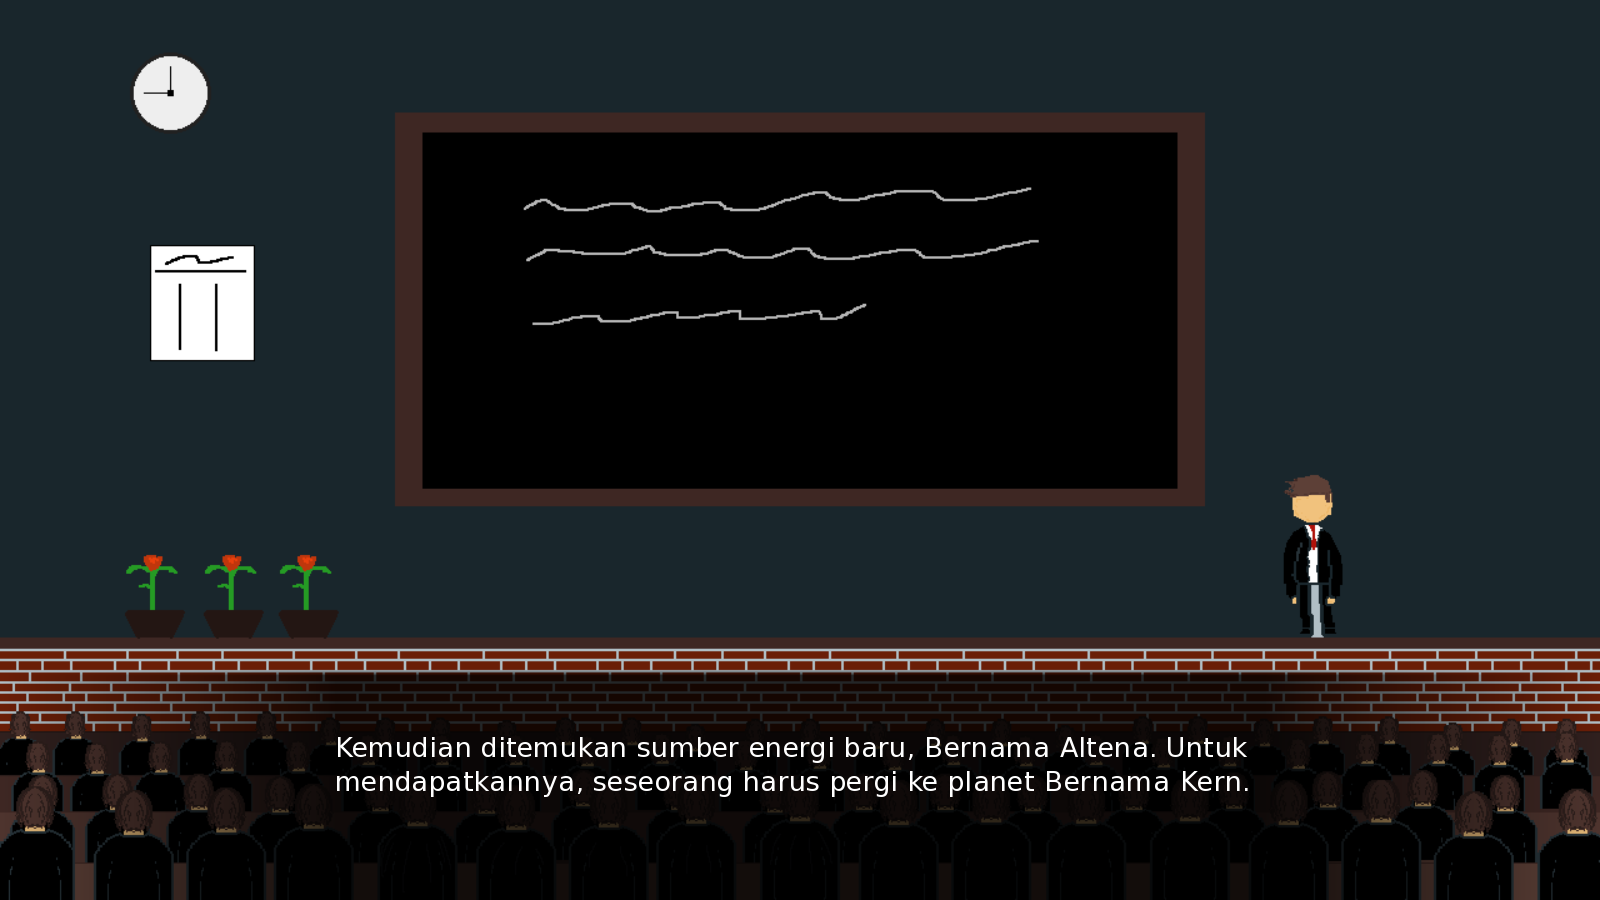 Kemudian ditemukan sumber energi baru, Bernama Altena. Untuk
mendapatkannya, seseorang harus pergi ke planet Bernama Kern.